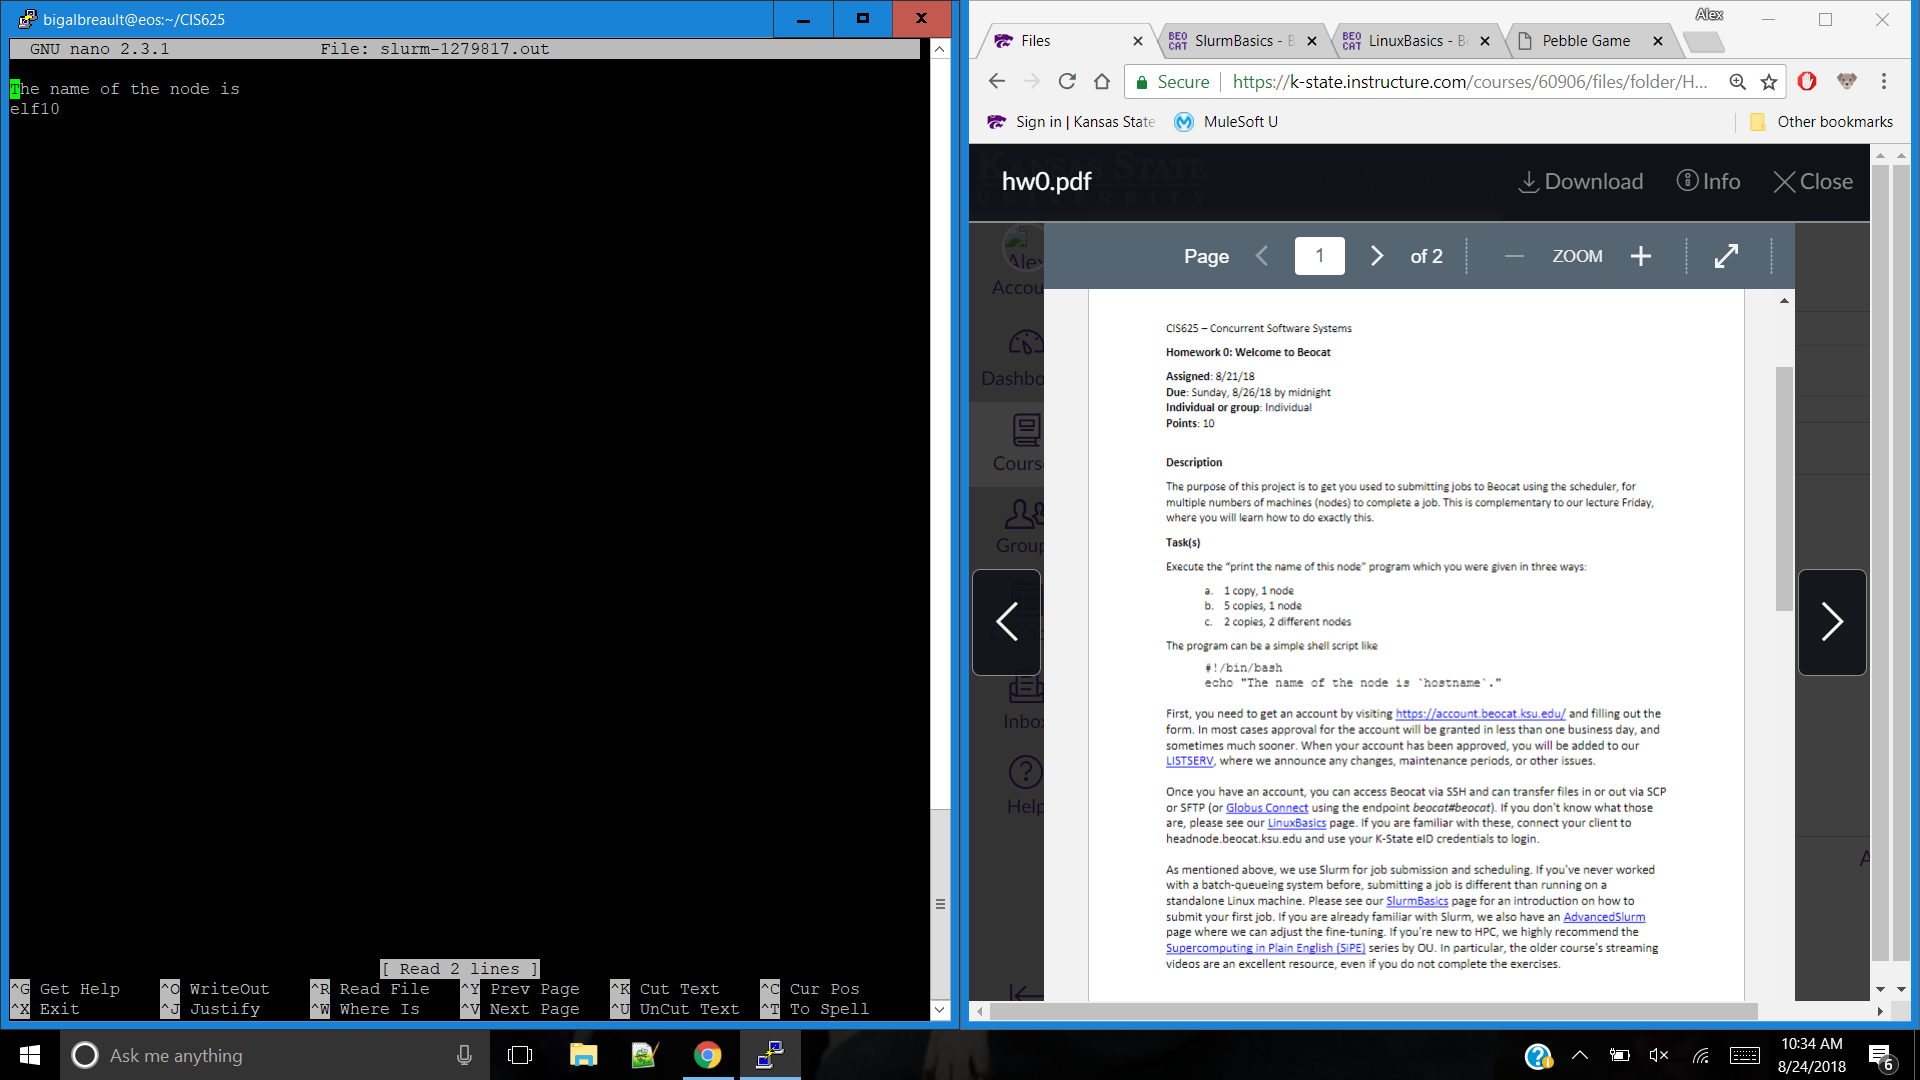 bigalbreault@eos:~/CIS625
GNU nano 2.3.1 File: slurm-1279817.out
The name of the node is
elf10
[ Read 2 lines ]
^G Get Help ^O WriteOut ^R Read File ^Y Prev Page ^K Cut Text ^C Cur Pos
^X Exit ^J Justify ^W Where Is ^V Next Page ^U UnCut Text ^T To Spell
Alex
Files SlurmBasics - B LinuxBasics - Be Pebble Game
Secure https://k-state.instructure.com/courses/60906/files/folder/H...
Sign in | Kansas State MuleSoft U Other bookmarks
KANSAS STATE
UNIVERSITY
hw0.pdf Download Info Close
Page 1 of 2 ZOOM
Alex
Accou
Dashbo
Cours
Group
Inbox
Help
CIS625 – Concurrent Software Systems
Homework 0: Welcome to Beocat
Assigned: 8/21/18
Due: Sunday, 8/26/18 by midnight
Individual or group: Individual
Points: 10
Description
The purpose of this project is to get you used to submitting jobs to Beocat using the scheduler, for
multiple numbers of machines (nodes) to complete a job. This is complementary to our lecture Friday,
where you will learn how to do exactly this.
Task(s)
Execute the “print the name of this node” program which you were given in three ways:
a. 1 copy, 1 node
b. 5 copies, 1 node
c. 2 copies, 2 different nodes
The program can be a simple shell script like
#!/bin/bash
echo "The name of the node is `hostname`."
First, you need to get an account by visiting https://account.beocat.ksu.edu/ and filling out the
form. In most cases approval for the account will be granted in less than one business day, and
sometimes much sooner. When your account has been approved, you will be added to our
LISTSERV, where we announce any changes, maintenance periods, or other issues.
Once you have an account, you can access Beocat via SSH and can transfer files in or out via SCP
or SFTP (or Globus Connect using the endpoint beocat#beocat). If you don't know what those
are, please see our LinuxBasics page. If you are familiar with these, connect your client to
headnode.beocat.ksu.edu and use your K-State eID credentials to login.
As mentioned above, we use Slurm for job submission and scheduling. If you've never worked
with a batch-queueing system before, submitting a job is different than running on a
standalone Linux machine. Please see our SlurmBasics page for an introduction on how to
submit your first job. If you are already familiar with Slurm, we also have an AdvancedSlurm
page where we can adjust the fine-tuning. If you're new to HPC, we highly recommend the
Supercomputing in Plain English (SiPE) series by OU. In particular, the older course's streaming
videos are an excellent resource, even if you do not complete the exercises.
Ask me anything
10:34 AM
8/24/2018
6